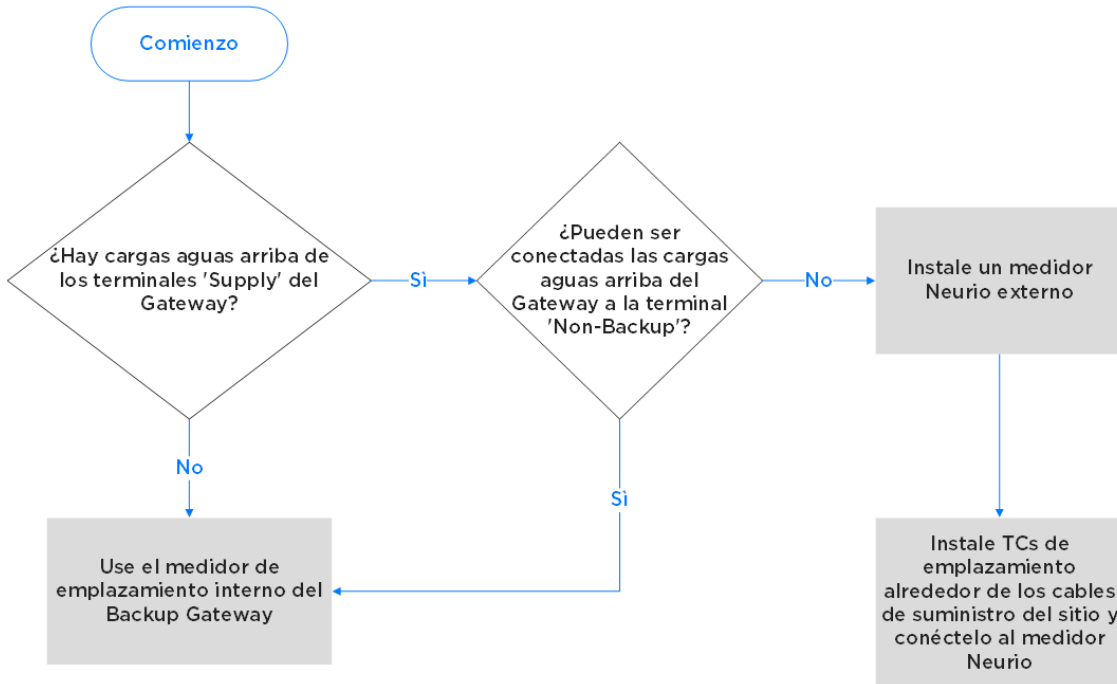 Comienzo
¿Hay cargas aguas arriba de
los terminales 'Supply' del
Gateway?
Sì
¿Pueden ser
conectadas las cargas
aguas arriba del
Gateway a la terminal
'Non-Backup'?
No
Instale un medidor
Neurio externo
No
Sì
Use el medidor de
emplazamiento interno del
Backup Gateway
Instale TCs de
emplazamiento
alrededor de los cables
de suministro del sitio y
conéctelo al medidor
Neurio